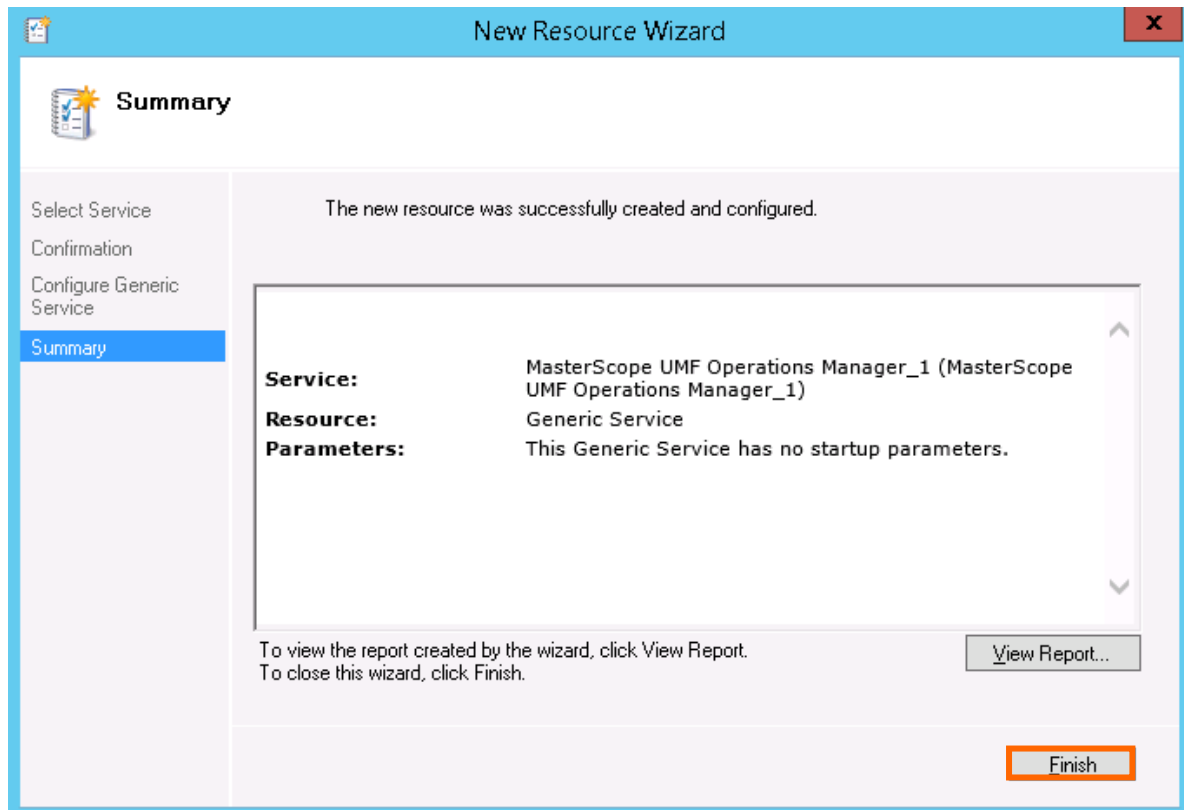 New Resource Wizard
x
Summary
Select Service
Confirmation
Configure Generic
Service
Summary
The new resource was successfully created and configured.
Service:
MasterScope UMF Operations Manager_1 (MasterScope
UMF Operations Manager_1)
Resource:
Generic Service
Parameters:
This Generic Service has no startup parameters.
To view the report created by the wizard, click View Report.
To close this wizard, click Finish.
View Report...
Finish